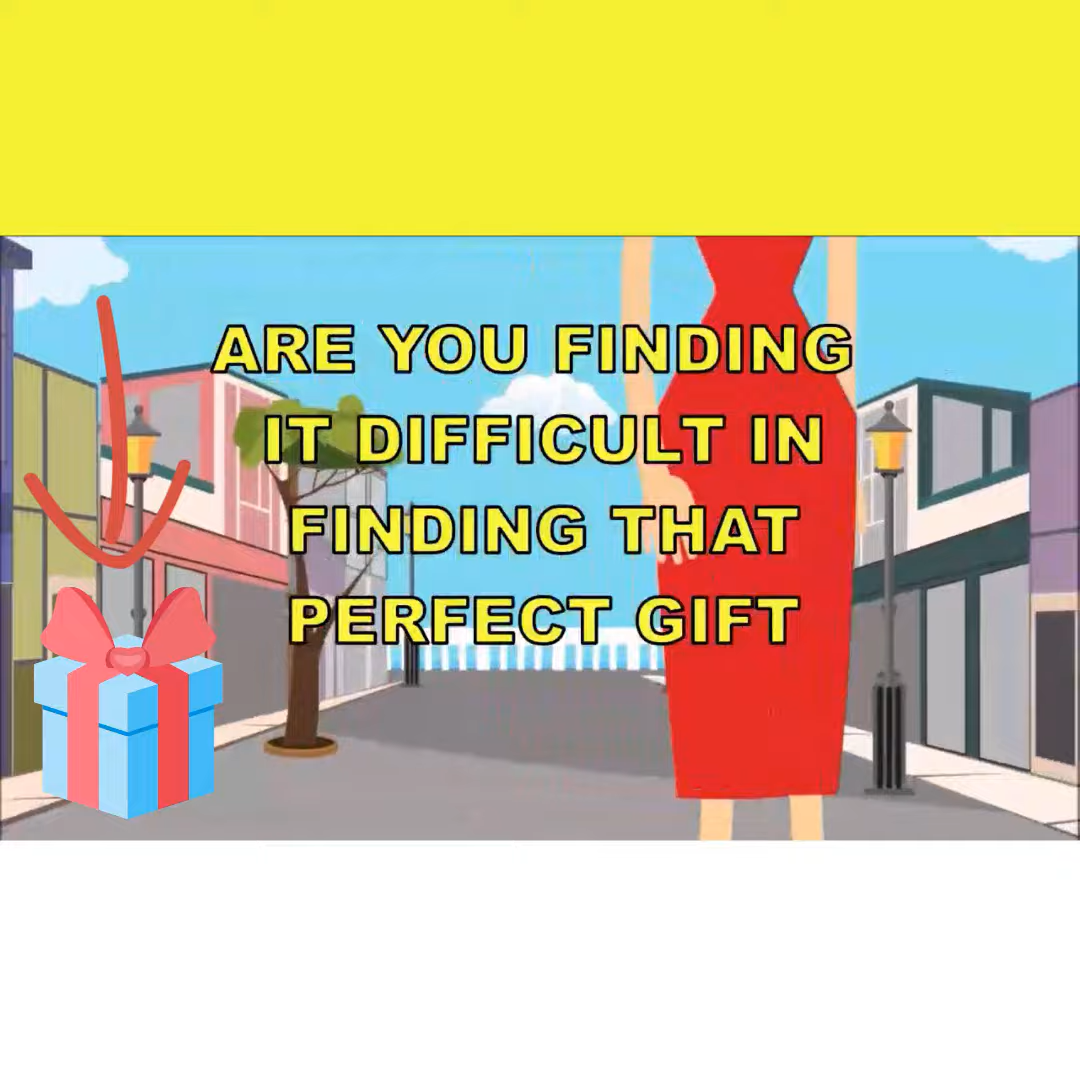 ARE YOU FINDING
IT DIFFICULT IN
FINDING THAT
PERFECT GIFT